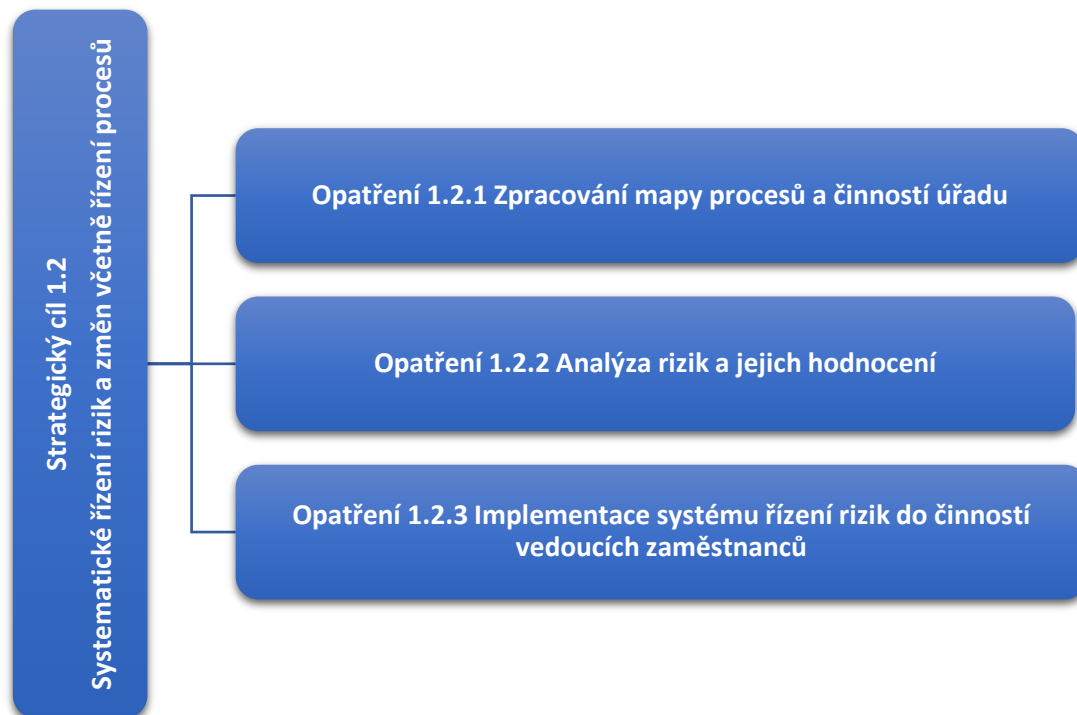 Strategický cíl 1.2
Systematické řízení rizik a změn včetně řízení procesů
Opatření 1.2.1 Zpracování mapy procesů a činností úřadu
Opatření 1.2.2 Analýza rizik a jejich hodnocení
Opatření 1.2.3 Implementace systému řízení rizik do činností
vedoucích zaměstnanců